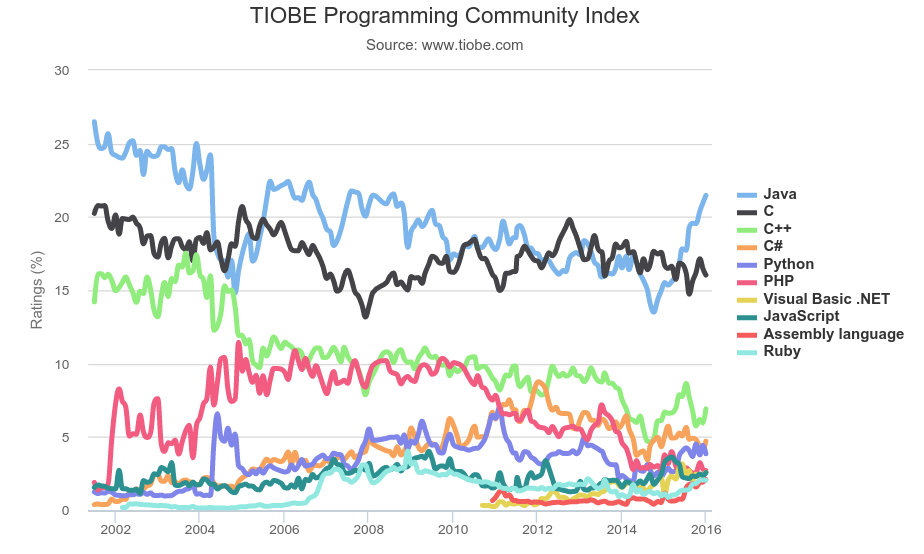 TIOBE Programming Community Index
Source: www.tiobe.com
Ratings (%)
30
25
20
15
10
5
0
2002 2004 2006 2008 2010 2012 2014 2016
Java
C
C++
C#
Python
PHP
Visual Basic .NET
JavaScript
Assembly language
Ruby